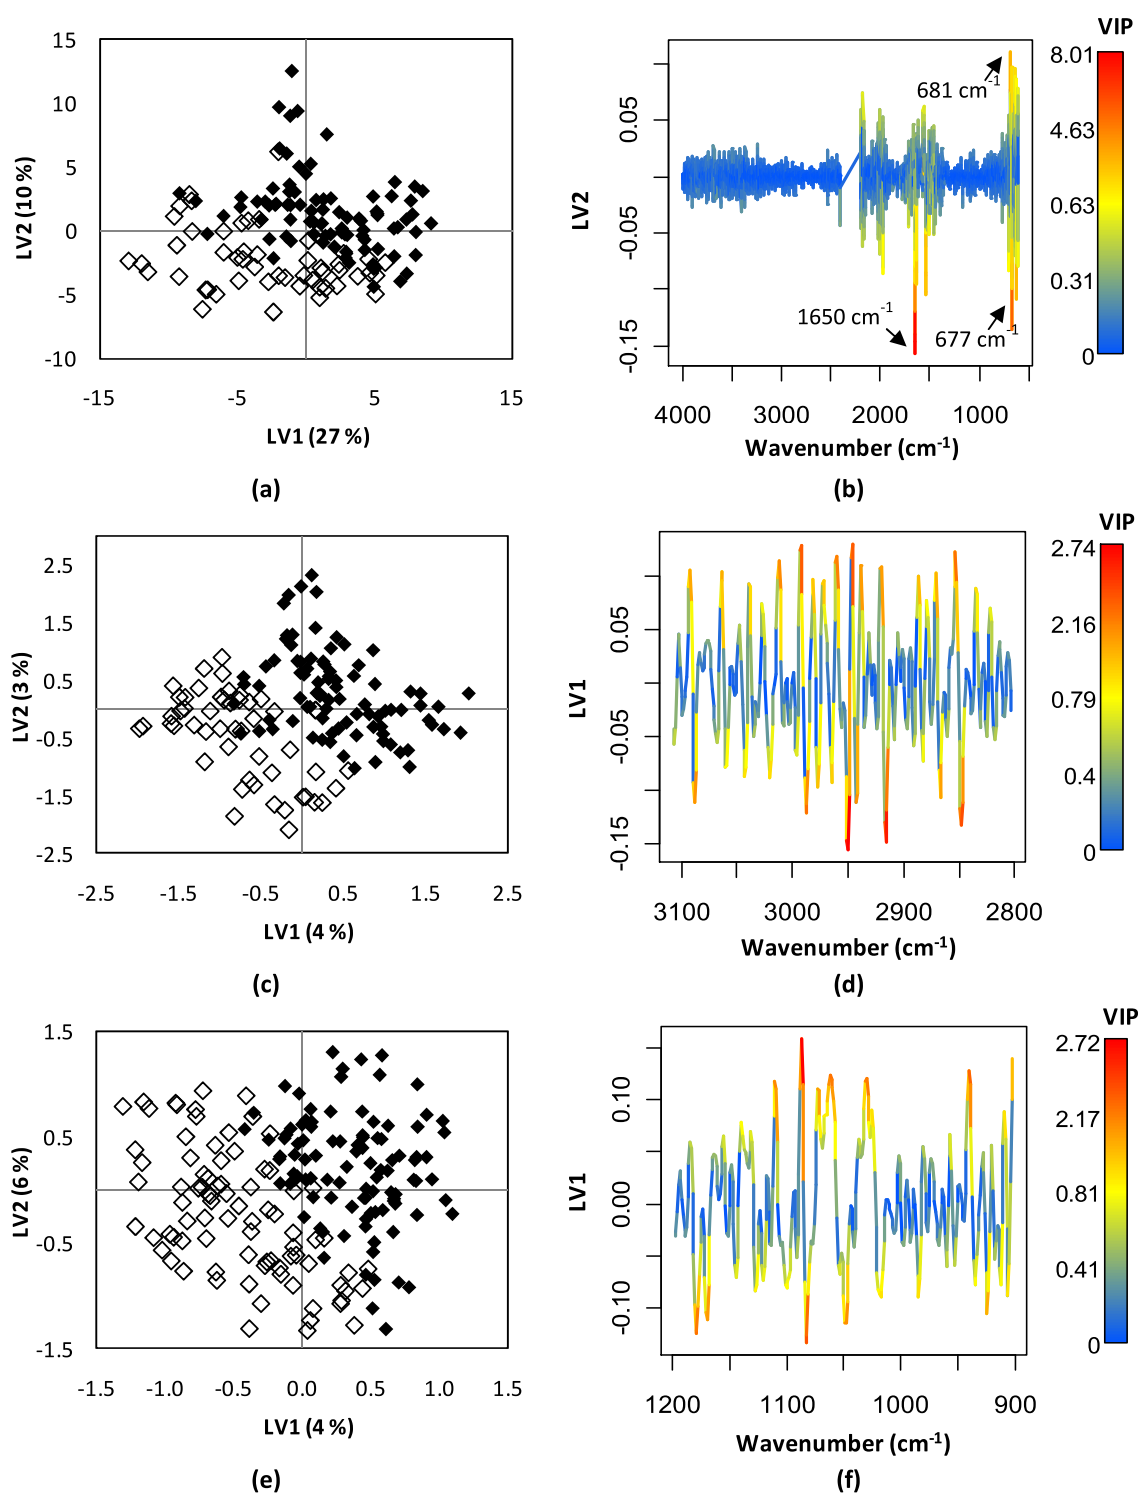 15
10
5
0
-5
-10
LV2 (10 %)
-15
-5
5
15
LV1 (27 %)
(a)
VIP
8.01
4.63
0.63
0.31
0
0.05
-0.05
-0.15
LV2
681 cm-1
1650 cm-1
677 cm-1
4000
3000
2000
1000
Wavenumber (cm-1)
(b)
2.5
1.5
0.5
-0.5
-1.5
-2.5
LV2 (3 %)
-2.5
-1.5
-0.5
0.5
1.5
2.5
LV1 (4 %)
(c)
VIP
2.74
2.16
0.79
0.4
0
0.05
-0.05
-0.15
LV1
3100
3000
2900
2800
Wavenumber (cm-1)
(d)
1.5
0.5
-0.5
-1.5
LV2 (6 %)
-1.5
-1.0
-0.5
0.0
0.5
1.0
1.5
LV1 (4 %)
(e)
VIP
2.72
2.17
0.81
0.41
0
0.10
0.00
-0.10
LV1
1200
1100
1000
900
Wavenumber (cm-1)
(f)